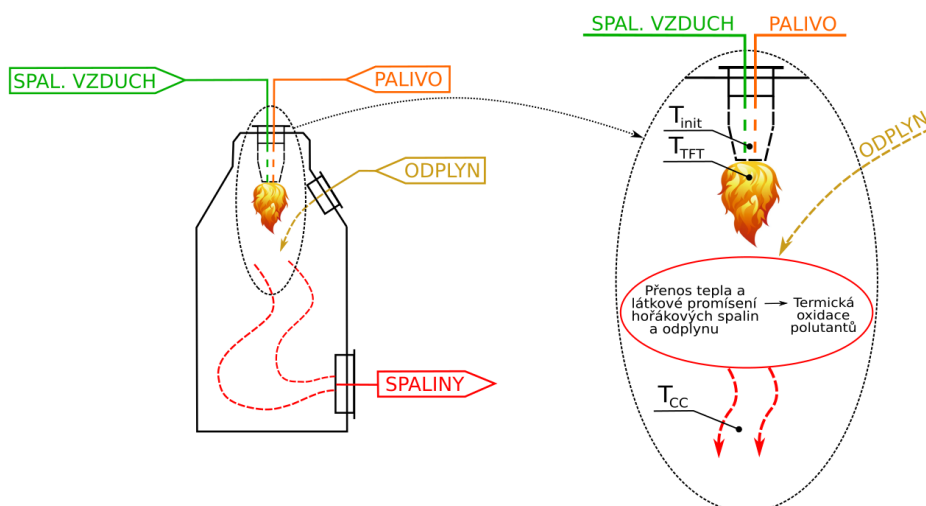 SPAL. VZDUCH
PALIVO
ODPLYN
SPALINY
SPAL. VZDUCH
PALIVO
T_init
T_TFT
ODPLYN
Přenos tepla a
látkové promísení
hořákových spalin
a odplynu
Termická
oxidace
polutantů
T_CC